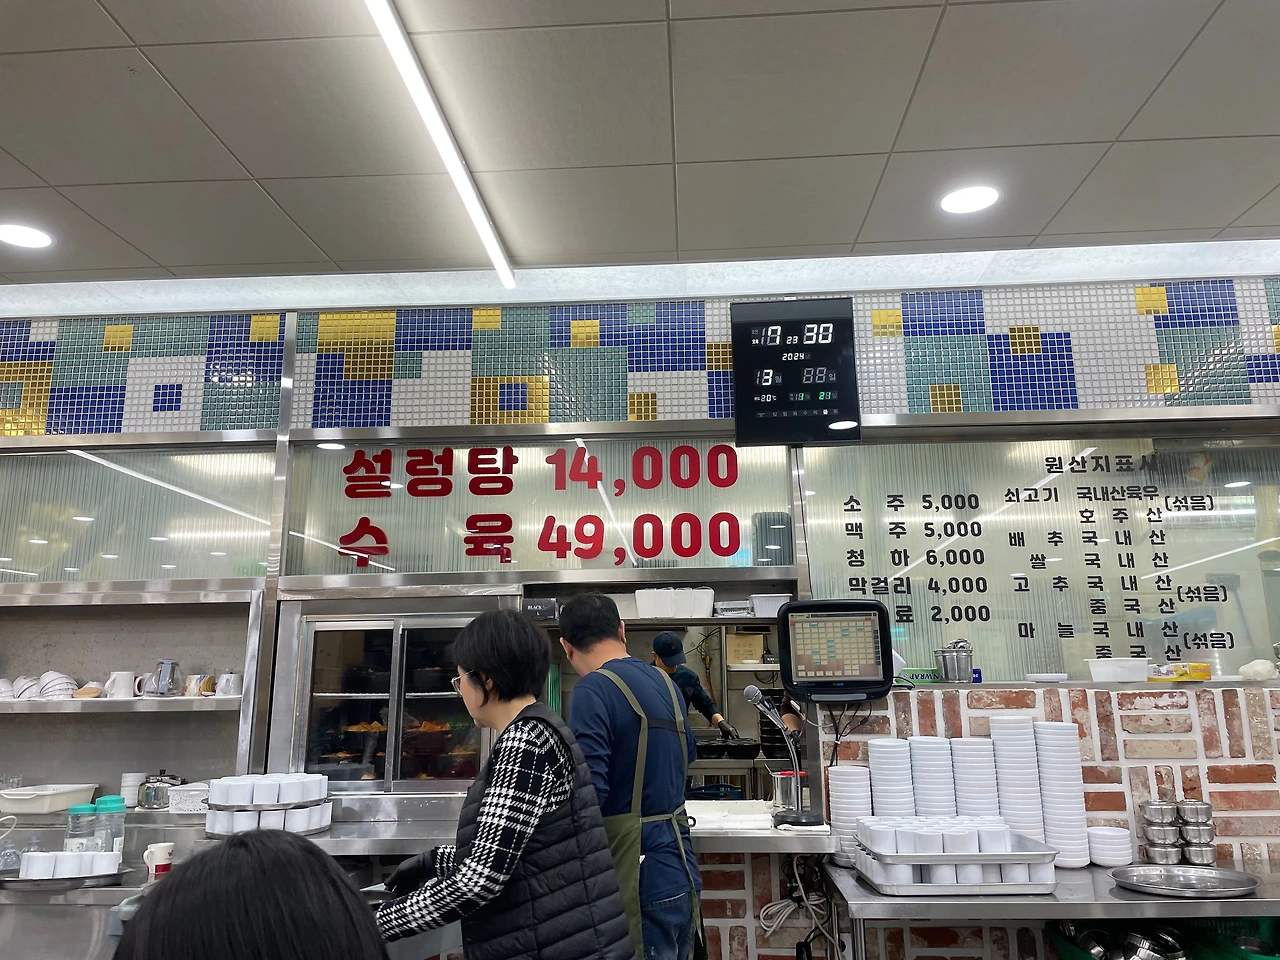 2024
설렁탕 14,000
수 육 49,000
소 주 5,000
맥 주 5,000
청 하 6,000
막걸리 4,000
료 2,000
원산지표시
쇠고기 국내산육우(섞음)
호 주 산
배 추 국 내 산
쌀 국 내 산
고 추 국 내 산(섞음)
중 국 산
마 늘 국 내 산(섞음)
중 국 산
BLACK
WRAP